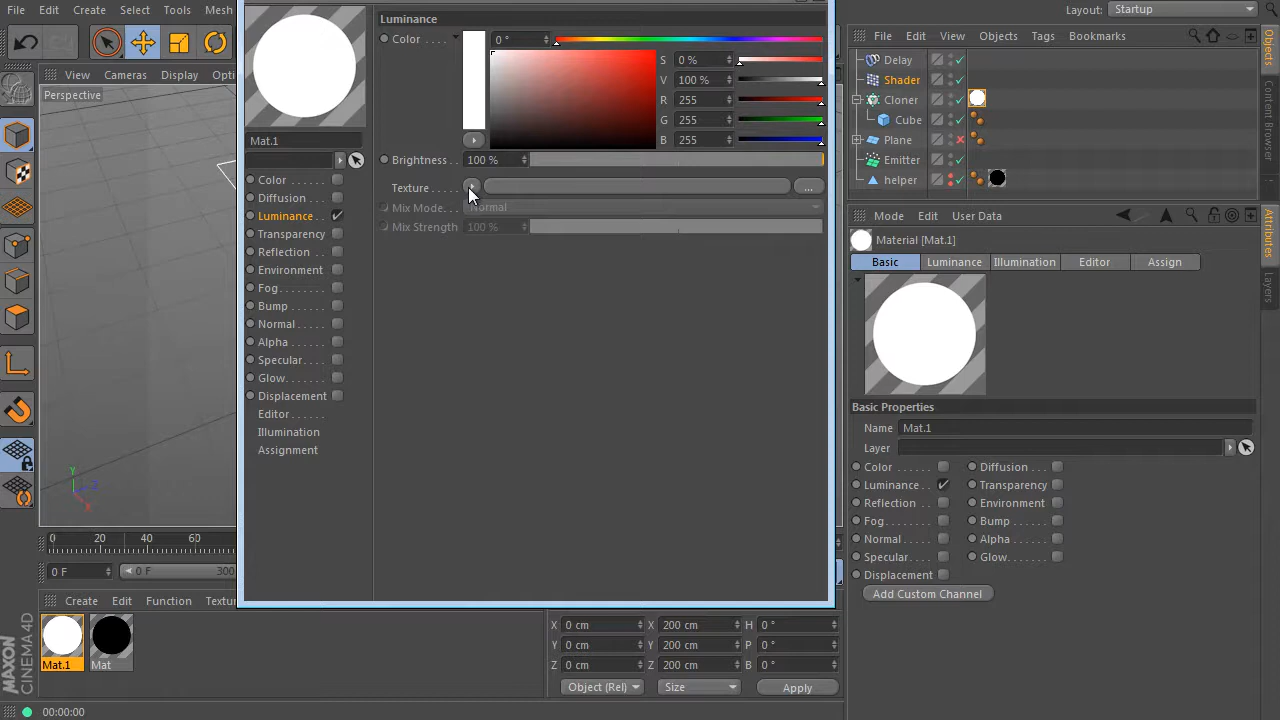 File Edit Create Select Tools Mesh
Layout: Startup
View Cameras Display Opti
Perspective
Y
Z
X
0 20 40 60
0 F
0 F 300
Create Edit Function Textur
Mat.1
Mat
MAXON
CINEMA 4D
00:00:00
Mat.1
Color
Diffusion
Luminance
Transparency
Reflection
Environment
Fog
Bump
Normal
Alpha
Specular
Glow
Displacement
Editor
Illumination
Assignment
Luminance
Color 0 °
S 0 %
V 100 %
R 255
G 255
B 255
Brightness 100 %
Texture ...
Mix Mode Normal
Mix Strength 100 %
X 0 cm X 200 cm H 0 °
Y 0 cm Y 200 cm P 0 °
Z 0 cm Z 200 cm B 0 °
Object (Rel) Size Apply
File Edit View Objects Tags Bookmarks
Delay
Shader
Cloner
Cube
Plane
Emitter
helper
Objects
Content Browser
Attributes
Layers
Mode Edit User Data
Material [Mat.1]
Basic Luminance Illumination Editor Assign
Basic Properties
Name Mat.1
Layer
Color Diffusion
Luminance Transparency
Reflection Environment
Fog Bump
Normal Alpha
Specular Glow
Displacement
Add Custom Channel